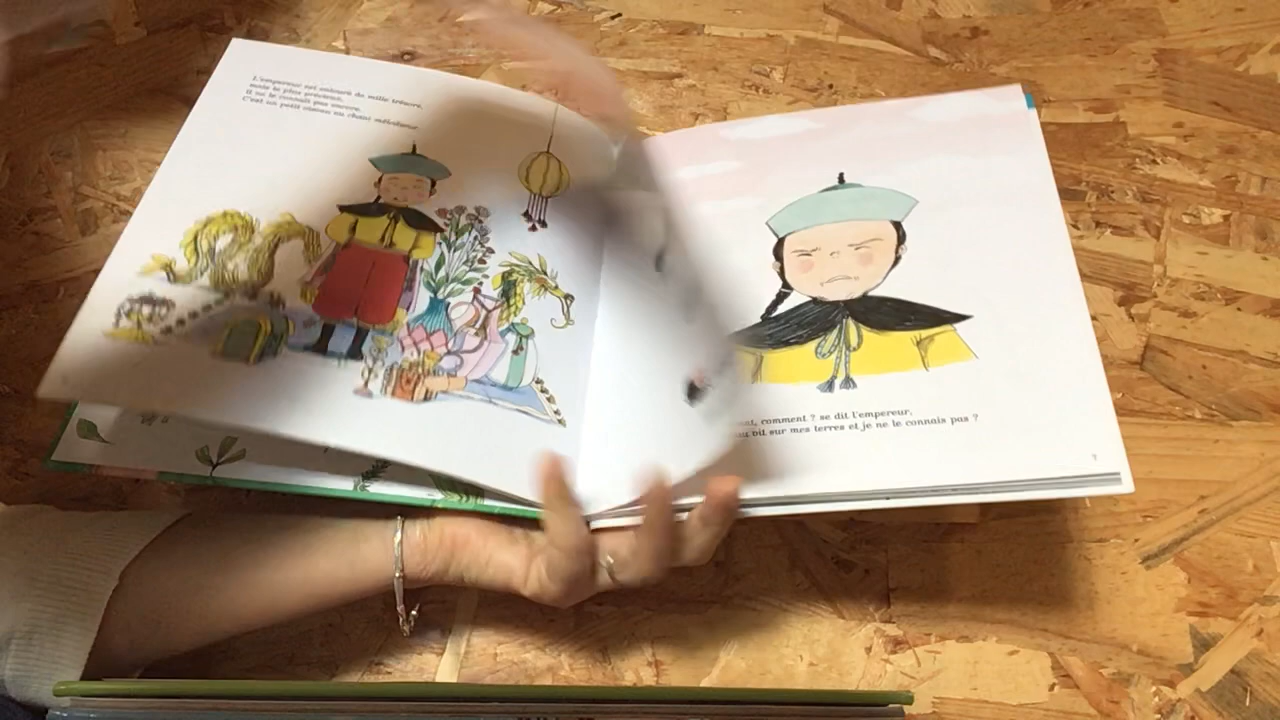 L'empereur est entouré de mille trésors,
mais le plus précieux,
il ne le connaît pas encore.
C'est un petit oiseau au chant mélodieux.
comment ? se dit l'empereur,
vit sur mes terres et je ne le connais pas ?
7